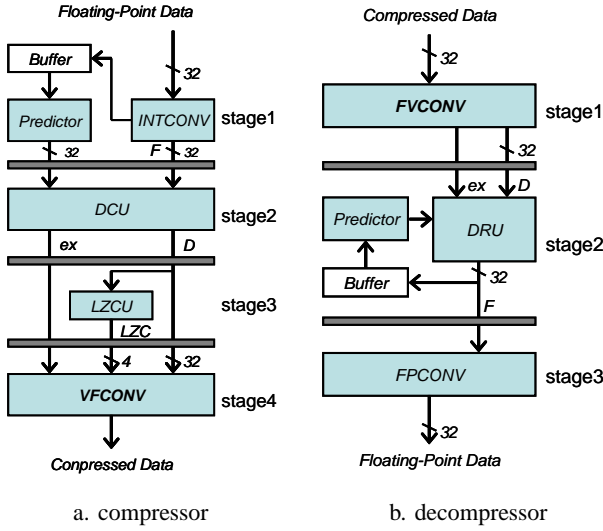 Floating-Point Data
32
Buffer
Predictor
INTCONV
stage1
32
F
32
DCU
stage2
ex
D
LZCU
stage3
LZC
4
32
VFCONV
stage4
Conpressed Data
a. compressor
Compressed Data
32
FVCONV
stage1
32
ex
D
Predictor
DRU
stage2
Buffer
32
F
FPCONV
stage3
32
Floating-Point Data
b. decompressor